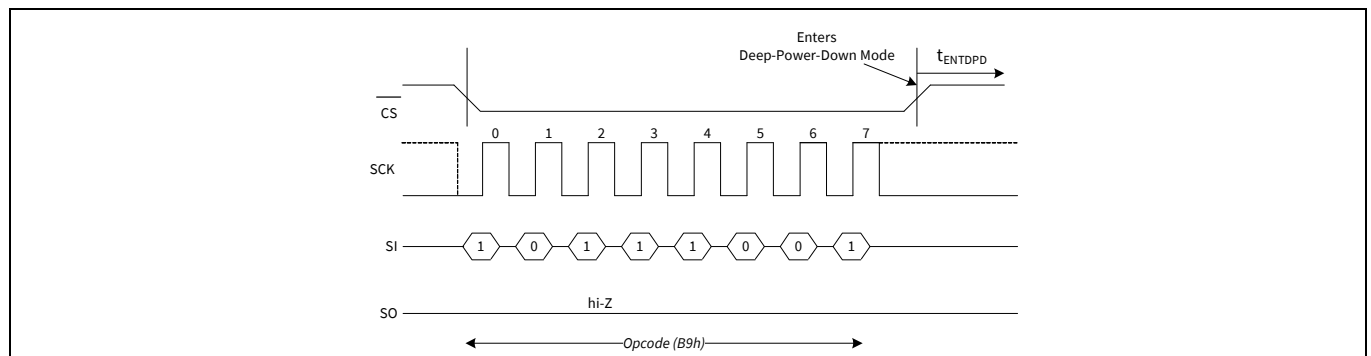 Enters
Deep-Power-Down Mode
tENTDPD
CS
0 1 2 3 4 5 6 7
SCK
SI 1 0 1 1 1 0 0 1
hi-Z
SO
Opcode (B9h)